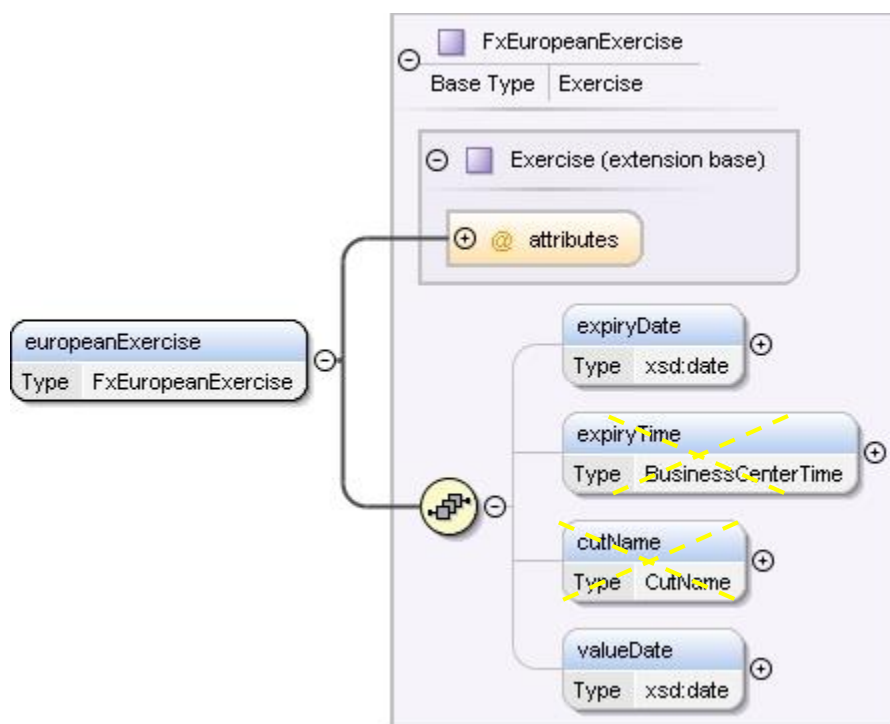 FxEuropeanExercise
Base Type Exercise
Exercise (extension base)
@ attributes
europeanExercise
Type FxEuropeanExercise
expiryDate
Type xsd:date
expiryTime
Type BusinessCenterTime
cutName
Type CutName
valueDate
Type xsd:date